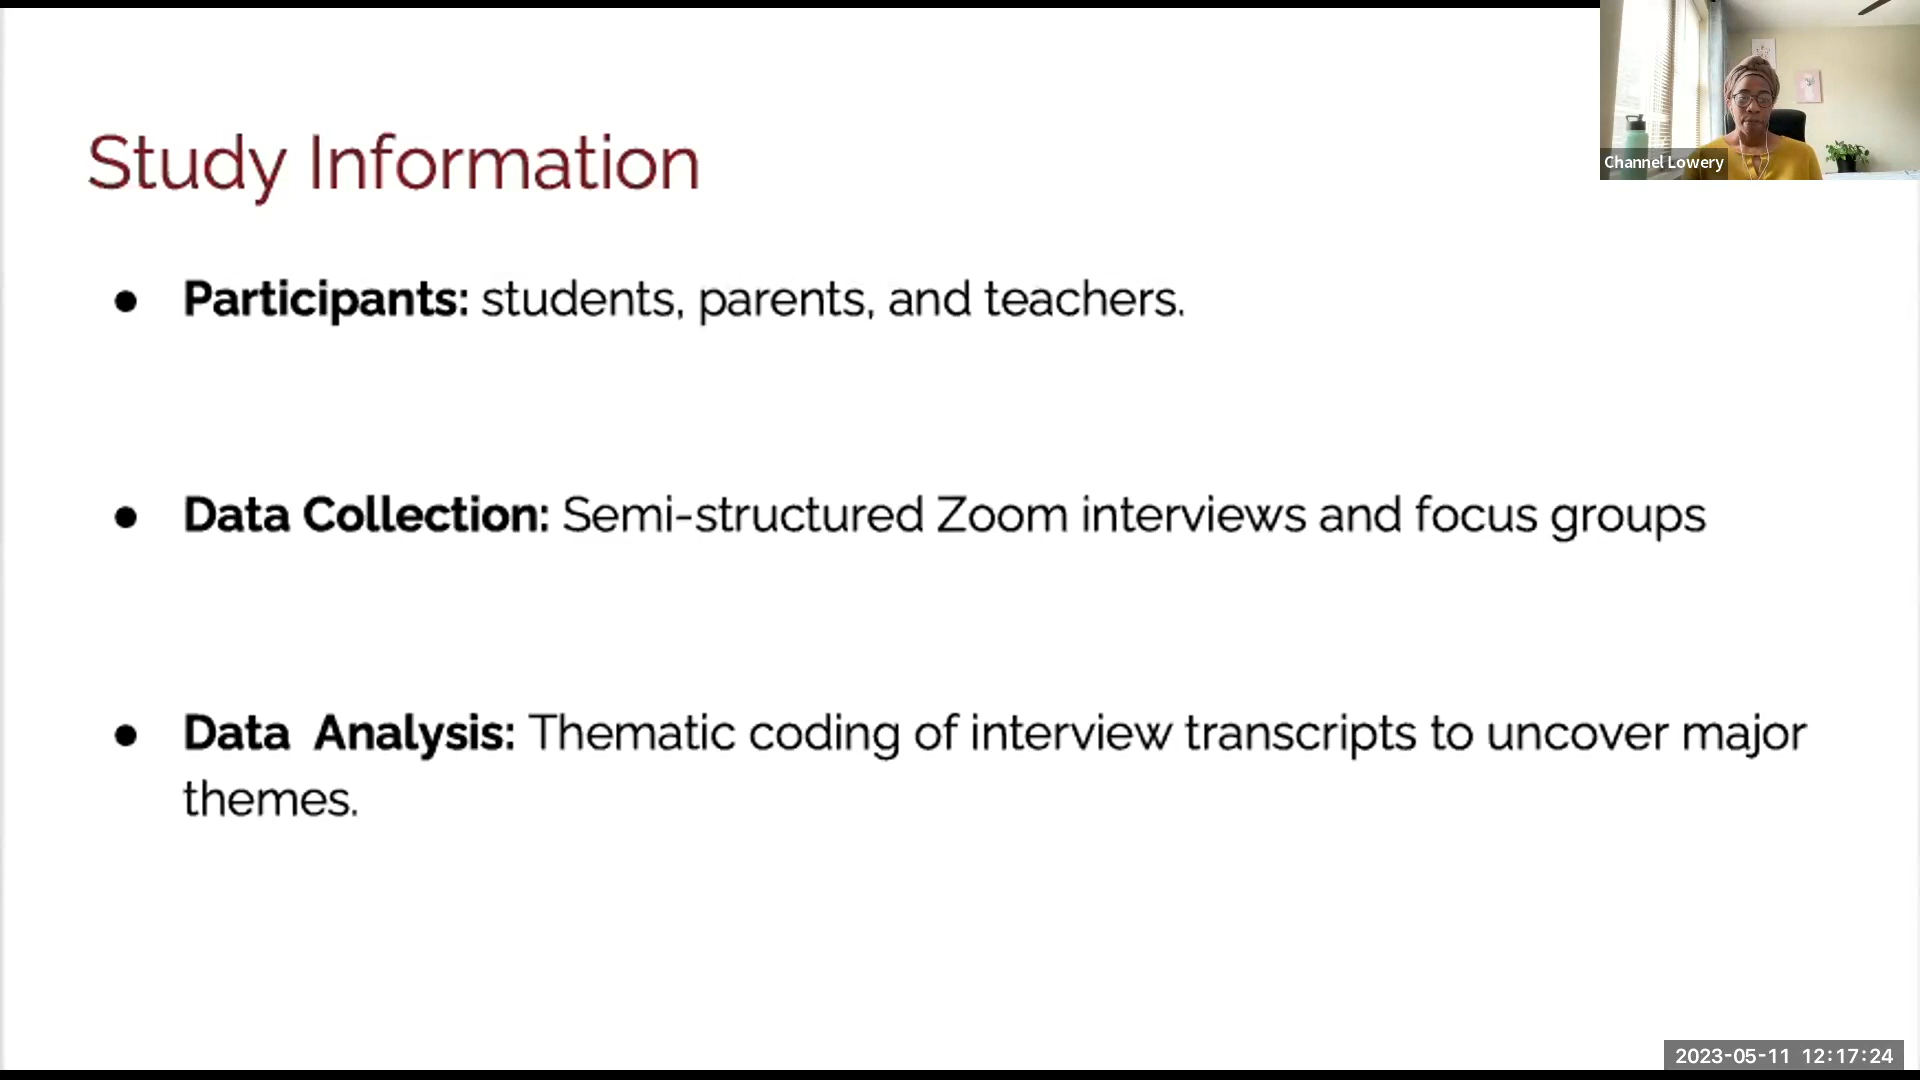 Study Information
Channel Lowery
● Participants: students, parents, and teachers.
● Data Collection: Semi-structured Zoom interviews and focus groups
● Data Analysis: Thematic coding of interview transcripts to uncover major
themes.
2023-05-11 12:17:24